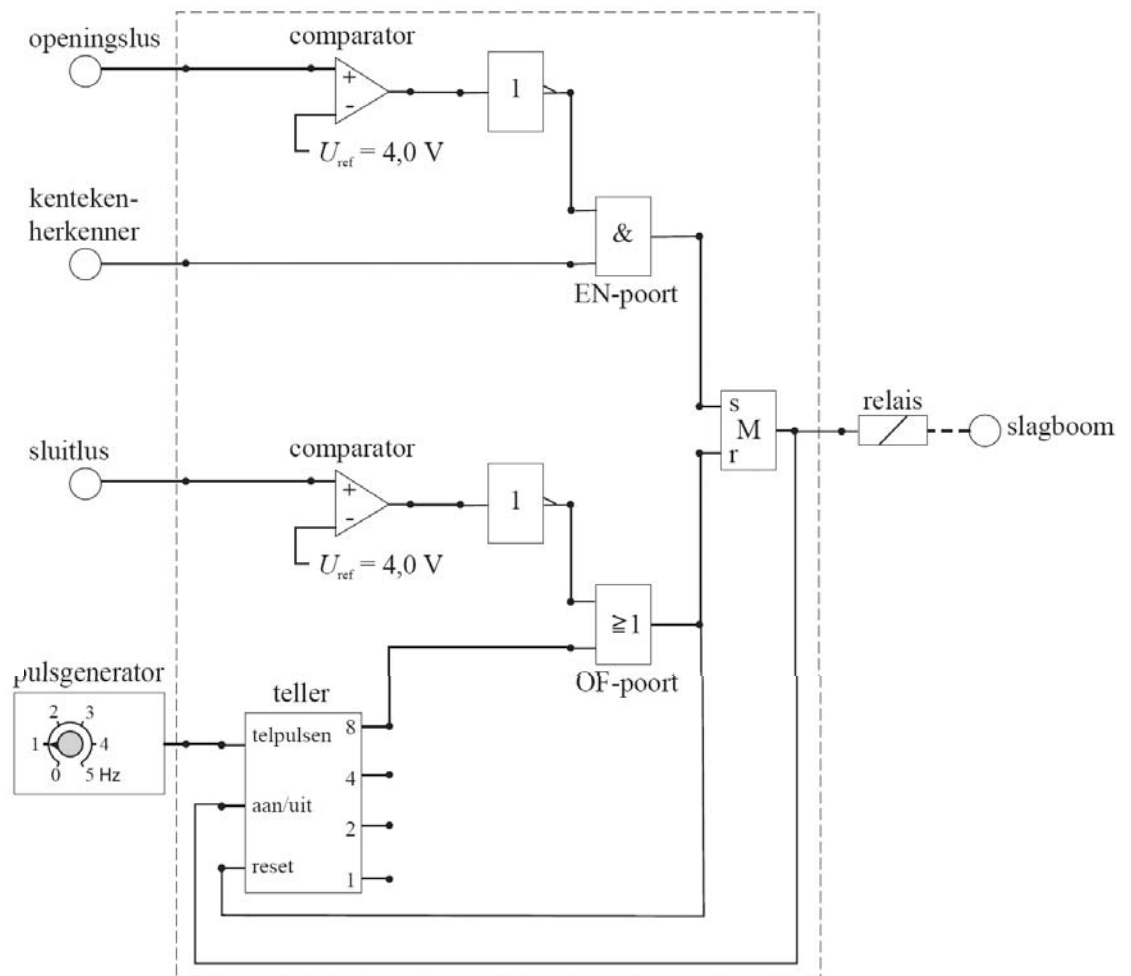 openingslus
comparator
+
-
1
U_ref = 4,0 V
kenteken-
herkenner
&
EN-poort
s
M
r
relais
slagboom
sluitlus
comparator
+
-
1
U_ref = 4,0 V
≧1
OF-poort
pulsgenerator
2
3
1
4
0
5 Hz
teller
telpulsen
8
4
aan/uit
2
reset
1